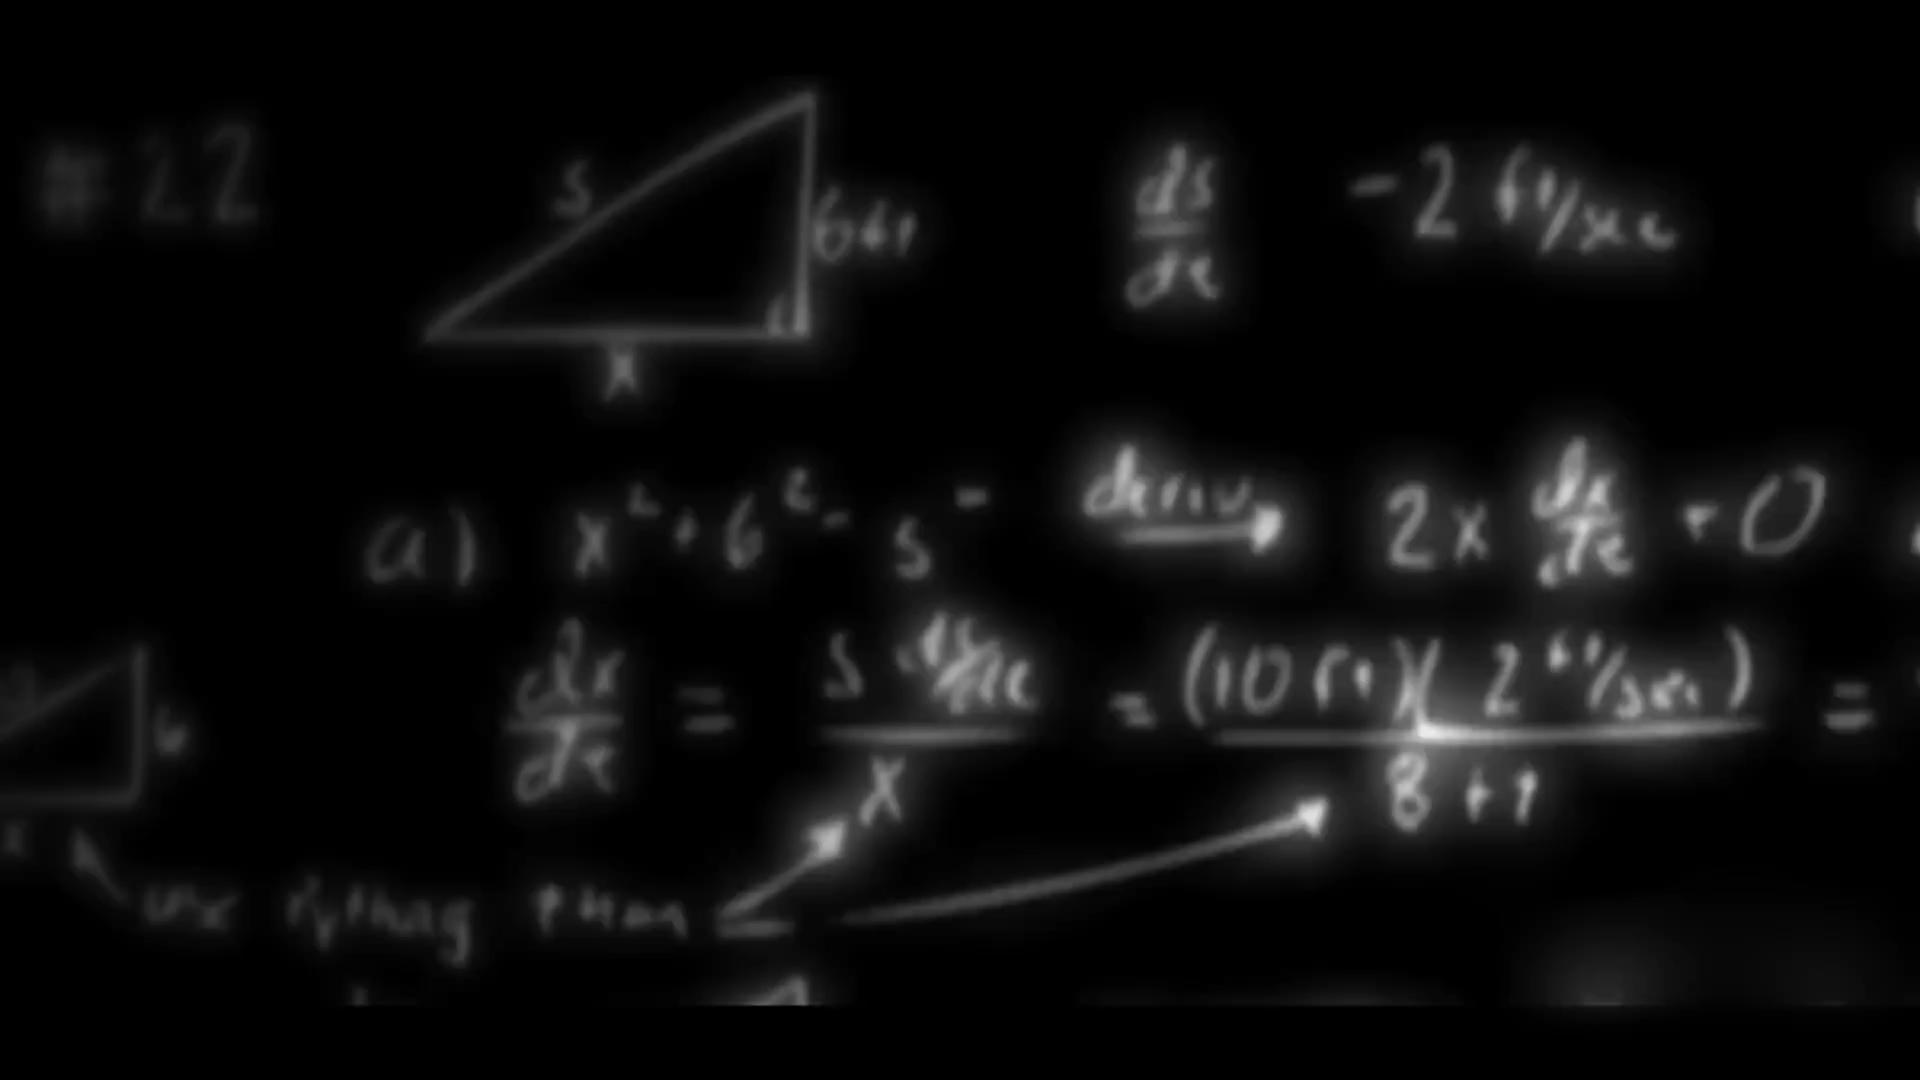 #22
s
6ft
x
ds/dt -2 ft/sec
a) x² + 6² = s² deriv 2x dx/dt + 0
dx/dt = s ds/dt / x = (10 ft)( 2 ft/sec) / 8 ft =
6
x
use Pythag